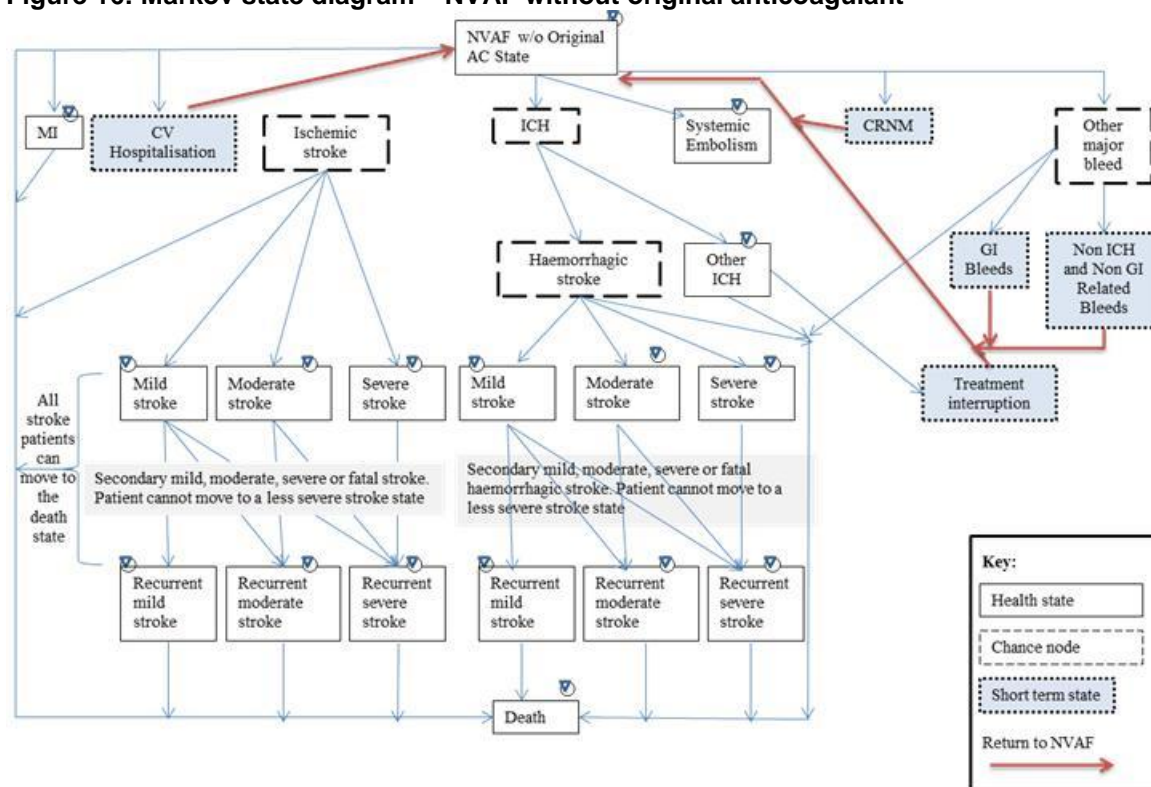 Figure 10: Markov state diagram – NVAF without original anticoagulant
NVAF w/o Original
AC State
MI
CV
Hospitalisation
Ischemic
stroke
ICH
Systemic
Embolism
CRNM
Other
major
bleed
Haemorrhagic
stroke
Other
ICH
GI
Bleeds
Non ICH
and Non GI
Related
Bleeds
Treatment
interruption
All
stroke
patients
can
move to
the
death
state
Mild
stroke
Moderate
stroke
Severe
stroke
Mild
stroke
Moderate
stroke
Severe
stroke
Secondary mild, moderate, severe or fatal stroke.
Patient cannot move to a less severe stroke state
Secondary mild, moderate, severe or fatal
haemorrhagic stroke. Patient cannot move to a
less severe stroke state
Recurrent
mild
stroke
Recurrent
moderate
stroke
Recurrent
severe
stroke
Recurrent
mild
stroke
Recurrent
moderate
stroke
Recurrent
severe
stroke
Death
Key:
Health state
Chance node
Short term state
Return to NVAF